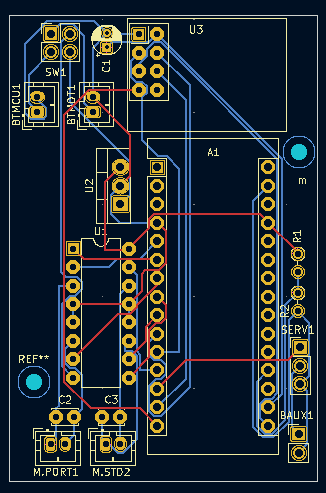 U3
C1
SW1
BTMCU1
BTMOT1
A1
U2
m
U1
R1
R2
SERV1
REF**
C2
C3
BAUX1
M.PORT1
M.STD2